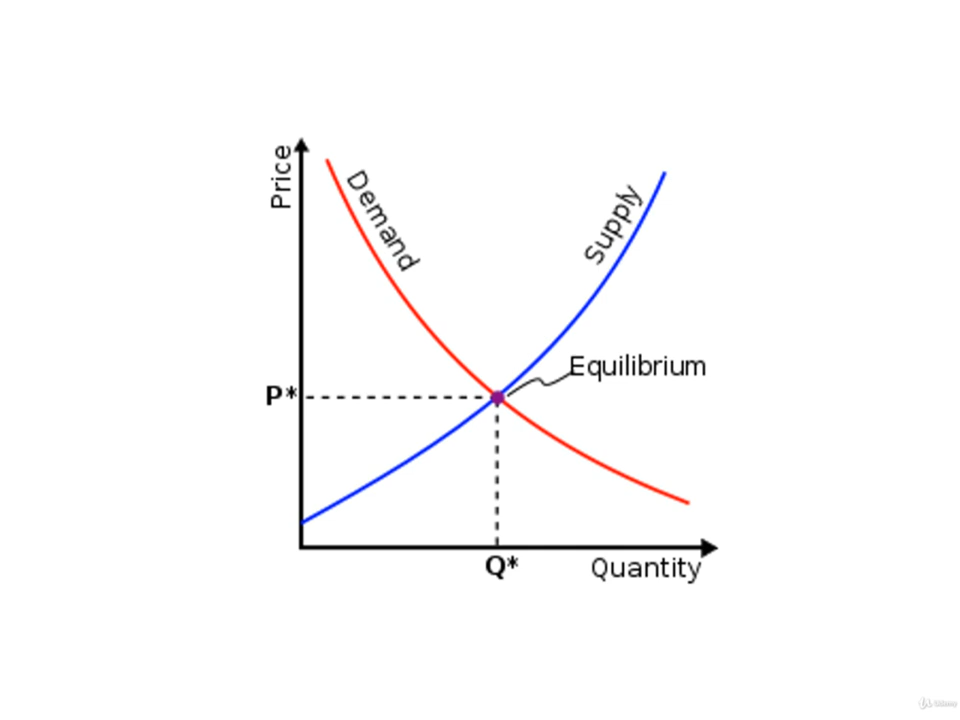 Price
Demand
Supply
Equilibrium
P*
Q*
Quantity